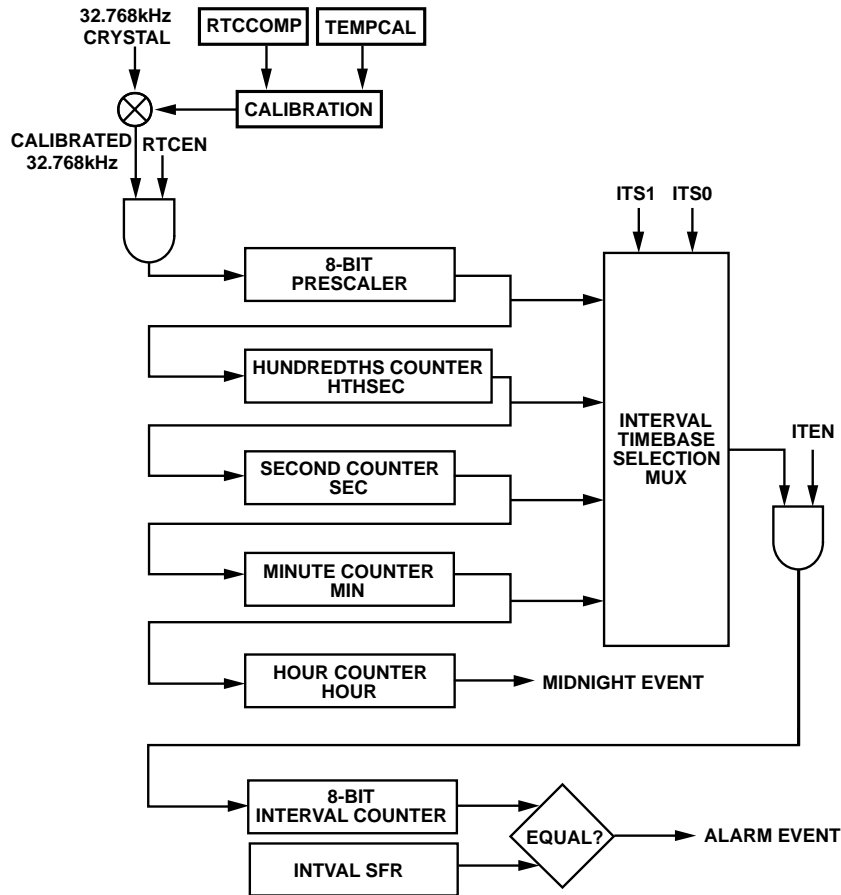 32.768kHz
CRYSTAL
RTCCOMP
TEMPCAL
CALIBRATION
CALIBRATED
32.768kHz
RTCEN
ITS1
ITS0
8-BIT
PRESCALER
HUNDREDTHS COUNTER
HTHSEC
INTERVAL
TIMEBASE
SELECTION
MUX
ITEN
SECOND COUNTER
SEC
MINUTE COUNTER
MIN
HOUR COUNTER
HOUR
MIDNIGHT EVENT
8-BIT
INTERVAL COUNTER
EQUAL?
ALARM EVENT
INTVAL SFR